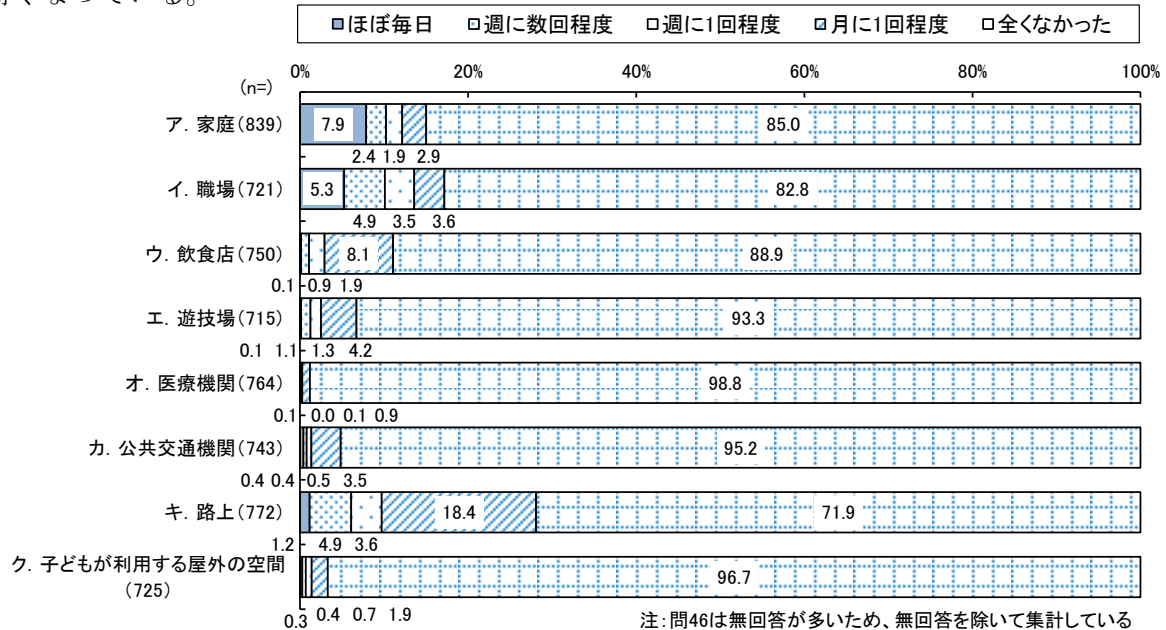 くなっている。
ほぼ毎日 週に数回程度 週に1回程度 月に1回程度 全くなかった
0% 20% 40% 60% 80% 100%
(n=)
ア. 家庭(839) 7.9 85.0
2.4 1.9 2.9
イ. 職場(721) 5.3 82.8
4.9 3.5 3.6
ウ. 飲食店(750) 8.1 88.9
0.1 0.9 1.9
エ. 遊技場(715) 93.3
0.1 1.1 1.3 4.2
オ. 医療機関(764) 98.8
0.1 0.0 0.1 0.9
カ. 公共交通機関(743) 95.2
0.4 0.4 0.5 3.5
キ. 路上(772) 18.4 71.9
1.2 4.9 3.6
ク. 子どもが利用する屋外の空間
(725) 96.7
0.3 0.4 0.7 1.9
注:問46は無回答が多いため、無回答を除いて集計している